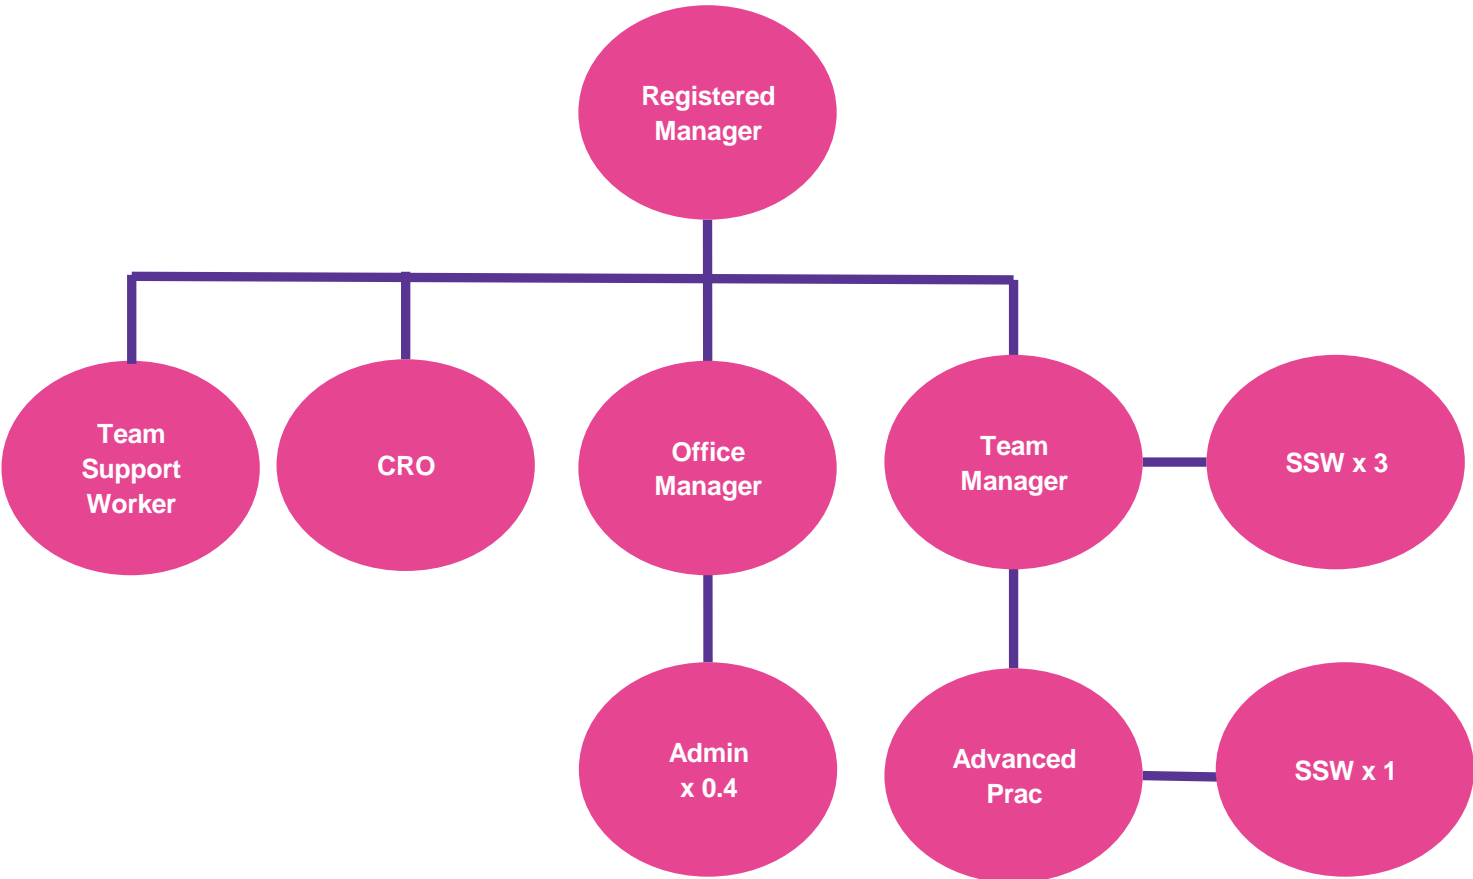 Registered
Manager
Team
Support
Worker
CRO
Office
Manager
Team
Manager
SSW x 3
Admin
x 0.4
Advanced
Prac
SSW x 1